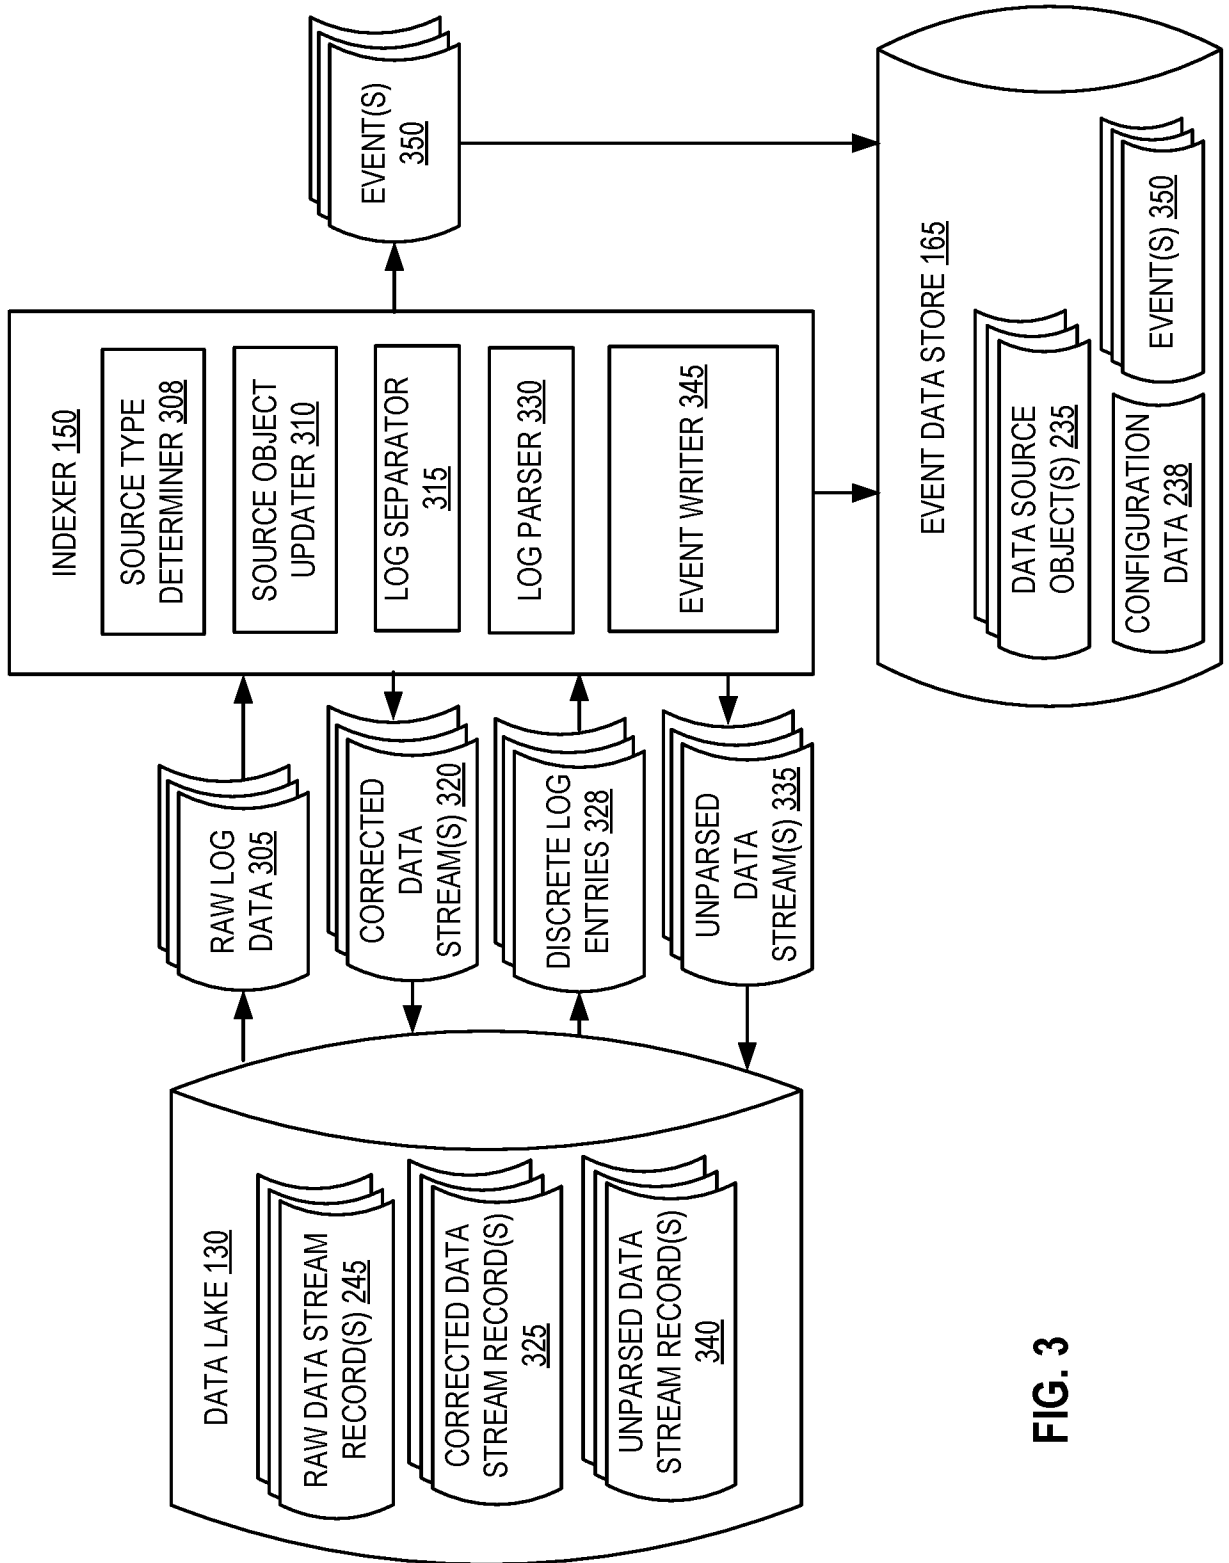 DATA LAKE 130
RAW DATA STREAM
RECORD(S) 245
CORRECTED DATA
STREAM RECORD(S)
325
UNPARSED DATA
STREAM RECORD(S)
340
RAW LOG
DATA 305
CORRECTED
DATA
STREAM(S) 320
DISCRETE LOG
ENTRIES 328
UNPARSED
DATA
STREAM(S) 335
INDEXER 150
SOURCE TYPE
DETERMINER 308
SOURCE OBJECT
UPDATER 310
LOG SEPARATOR
315
LOG PARSER 330
EVENT WRITER 345
EVENT(S)
350
EVENT DATA STORE 165
DATA SOURCE
OBJECT(S) 235
CONFIGURATION
DATA 238
EVENT(S) 350
FIG. 3